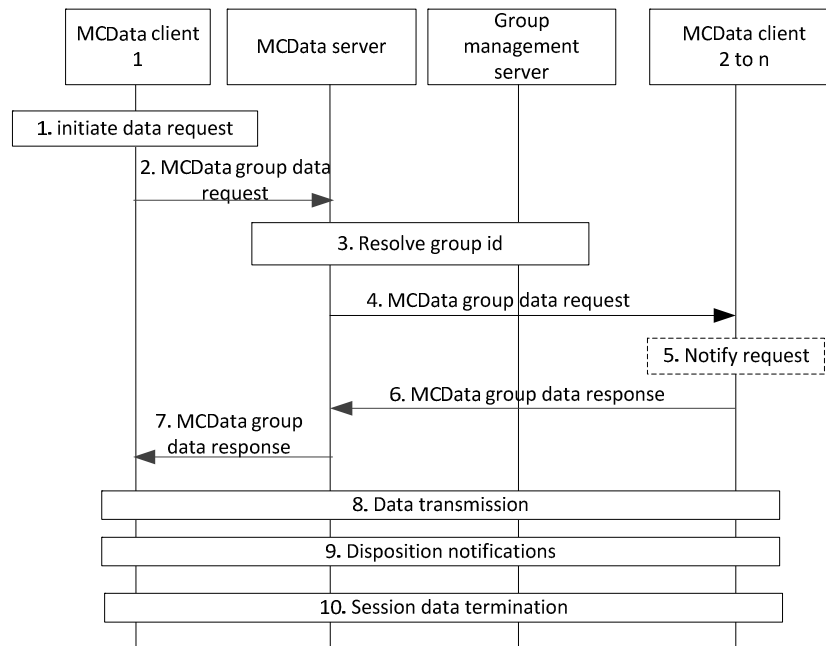 MCData client
1
MCData server
Group
management
server
MCData client
2 to n
1. initiate data request
2. MCData group data
request
3. Resolve group id
4. MCData group data request
5. Notify request
6. MCData group data response
7. MCData group
data response
8. Data transmission
9. Disposition notifications
10. Session data termination